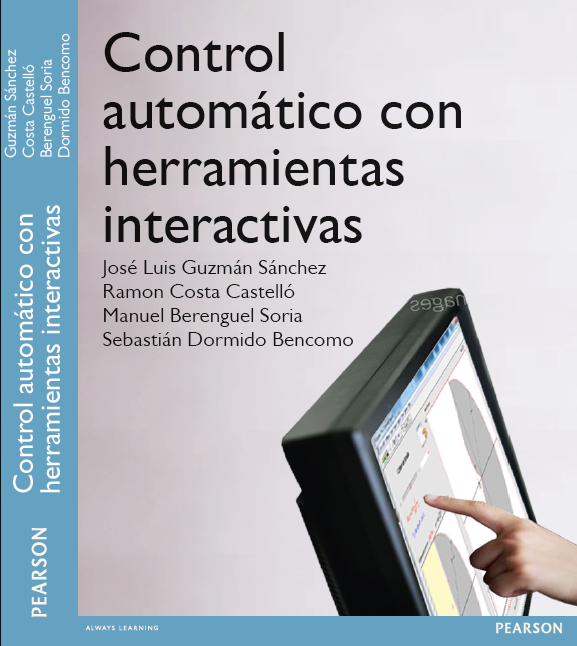 Guzmán Sánchez
Costa Castelló
Berenguel Soria
Dormido Bencomo
Control automático con
herramientas interactivas
PEARSON
Control
automático con
herramientas
interactivas
José Luis Guzmán Sánchez
Ramon Costa Castelló
Manuel Berenguel Soria
Sebastián Dormido Bencomo
ALWAYS LEARNING
PEARSON